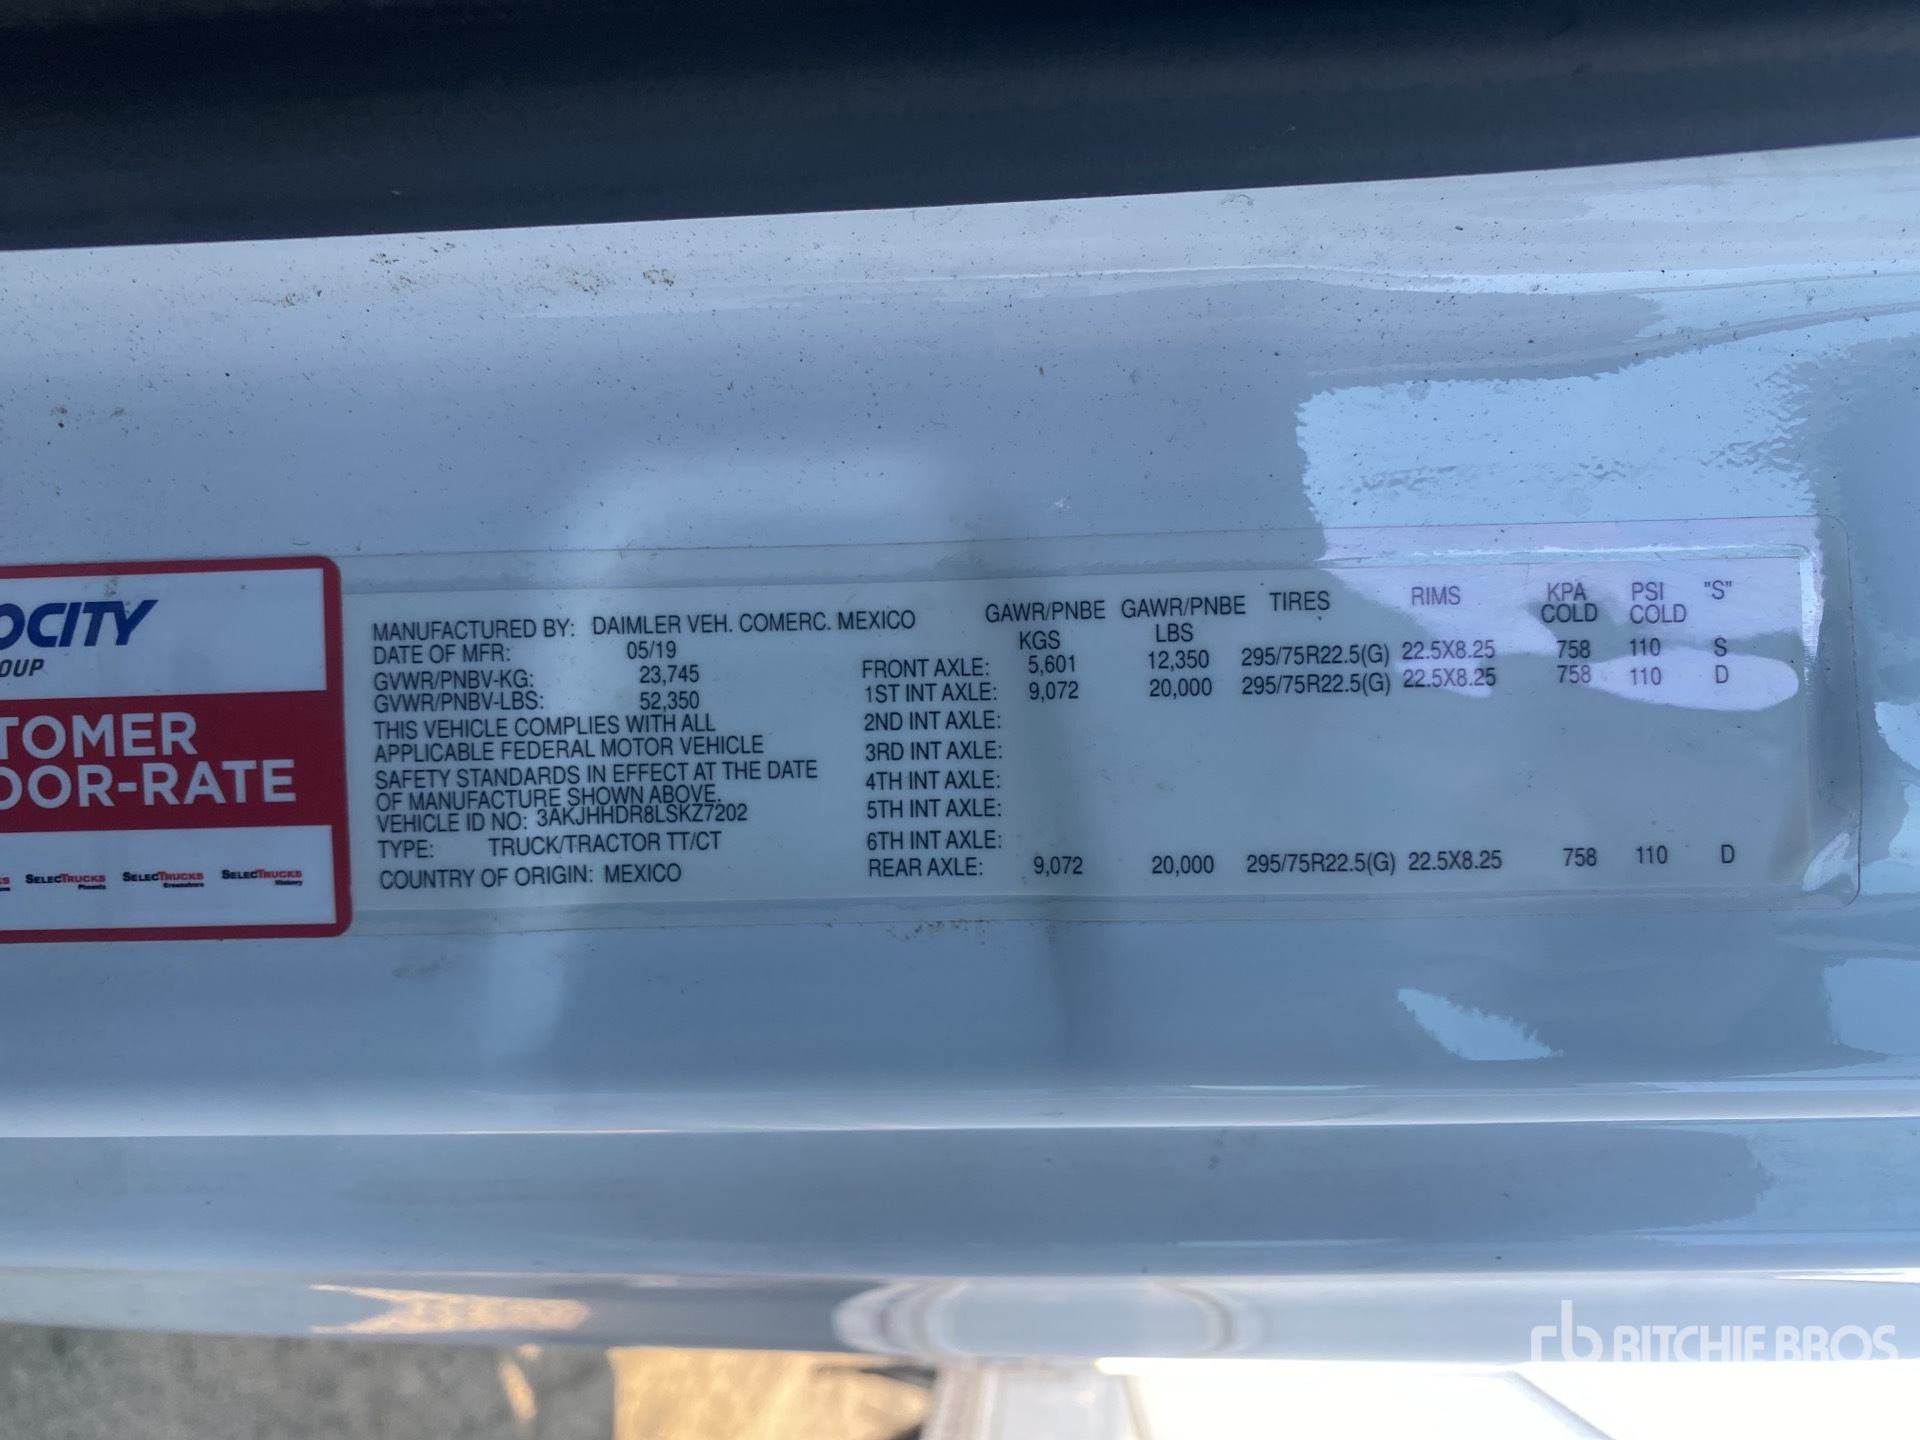 OCITY
OUP
TOMER
OOR-RATE
SELECTRUCKS SELECTRUCKS SELECTRUCKS
Phoenix Greensboro Hickory
MANUFACTURED BY: DAIMLER VEH. COMERC. MEXICO
DATE OF MFR: 05/19
GVWR/PNBV-KG: 23,745
GVWR/PNBV-LBS: 52,350
THIS VEHICLE COMPLIES WITH ALL
APPLICABLE FEDERAL MOTOR VEHICLE
SAFETY STANDARDS IN EFFECT AT THE DATE
OF MANUFACTURE SHOWN ABOVE.
VEHICLE ID NO: 3AKJHHDR8LSKZ7202
TYPE: TRUCK/TRACTOR TT/CT
COUNTRY OF ORIGIN: MEXICO
GAWR/PNBE GAWR/PNBE TIRES RIMS KPA PSI "S"
KGS LBS COLD COLD
FRONT AXLE: 5,601 12,350 295/75R22.5(G) 22.5X8.25 758 110 S
1ST INT AXLE: 9,072 20,000 295/75R22.5(G) 22.5X8.25 758 110 D
2ND INT AXLE:
3RD INT AXLE:
4TH INT AXLE:
5TH INT AXLE:
6TH INT AXLE:
REAR AXLE: 9,072 20,000 295/75R22.5(G) 22.5X8.25 758 110 D
rb RITCHIE BROS